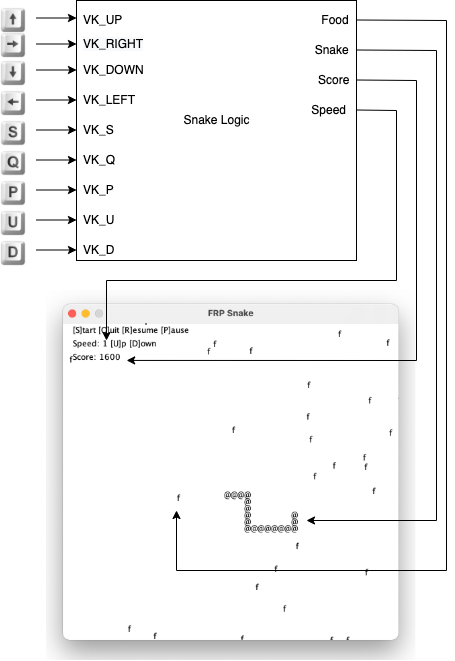 VK_UP
Food
VK_RIGHT
Snake
VK_DOWN
Score
VK_LEFT
Speed
Snake Logic
S
VK_S
Q
VK_Q
P
VK_P
U
VK_U
D
VK_D
FRP Snake
[S]tart [Q]uit [R]esume [P]ause
f
Speed: 1 [U]p [D]own
f
f
f
f
fScore: 1600
f
f
f
f
f
f
f
f
f
f
f
f
@@@@
@
@
@ @
@ @
@@@@@@@@
f
f
f
f
f
f
f
f
f
f